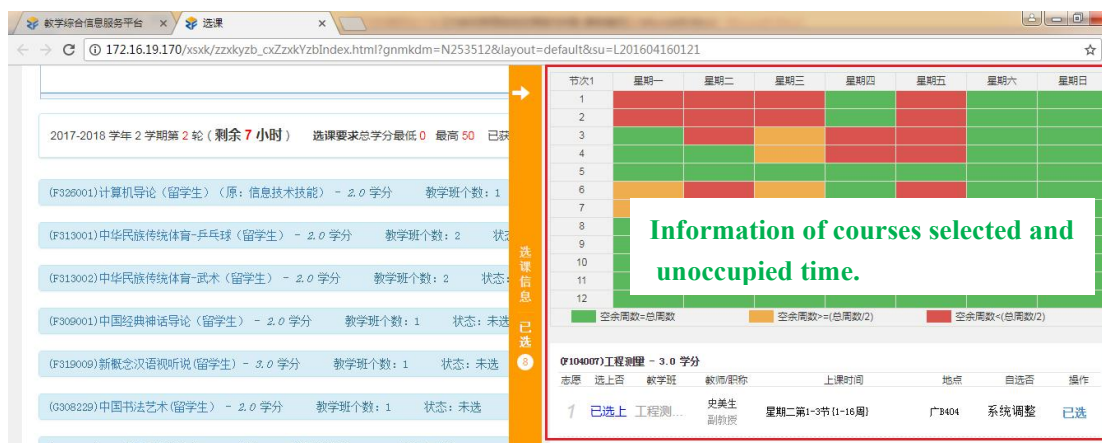 教学综合信息服务平台 × 选课 ×
172.16.19.170/xsxk/zzxkyzb_cxZzxkYzbIndex.html?gnmkdm=N253512&layout=default&su=L201604160121
2017-2018 学年 2 学期第 2 轮 ( 剩余 7 小时 ) 选课要求总学分最低 0 最高 50 已获
(F326001)计算机导论（留学生）（原：信息技术技能） - 2.0 学分 教学班个数：1
(F313001)中华民族传统体育-乒乓球（留学生） - 2.0 学分 教学班个数：2 状
(F313002)中华民族传统体育-武术（留学生） - 2.0 学分 教学班个数：2 状态：
(F309001)中国经典神话导论（留学生） - 2.0 学分 教学班个数：1 状态：未选
(F319009)新概念汉语视听说(留学生) - 3.0 学分 教学班个数：1 状态：未选
(G308229)中国书法艺术(留学生) - 2.0 学分 教学班个数：1 状态：未选
选课信息 已选 8
节次1 星期一 星期二 星期三 星期四 星期五 星期六 星期日
1
2
3
4
5
6
7
8
9
10
11
12
Information of courses selected and
unoccupied time.
空余周数=总周数 空余周数>=(总周数/2) 空余周数<(总周数/2)
(F104007)工程测量 - 3.0 学分
志愿 选上否 教学班 教师/职称 上课时间 地点 自选否 操作
1 已选上 工程测... 史美生 星期二第1-3节{1-16周} 广B404 系统调整 已选
副教授